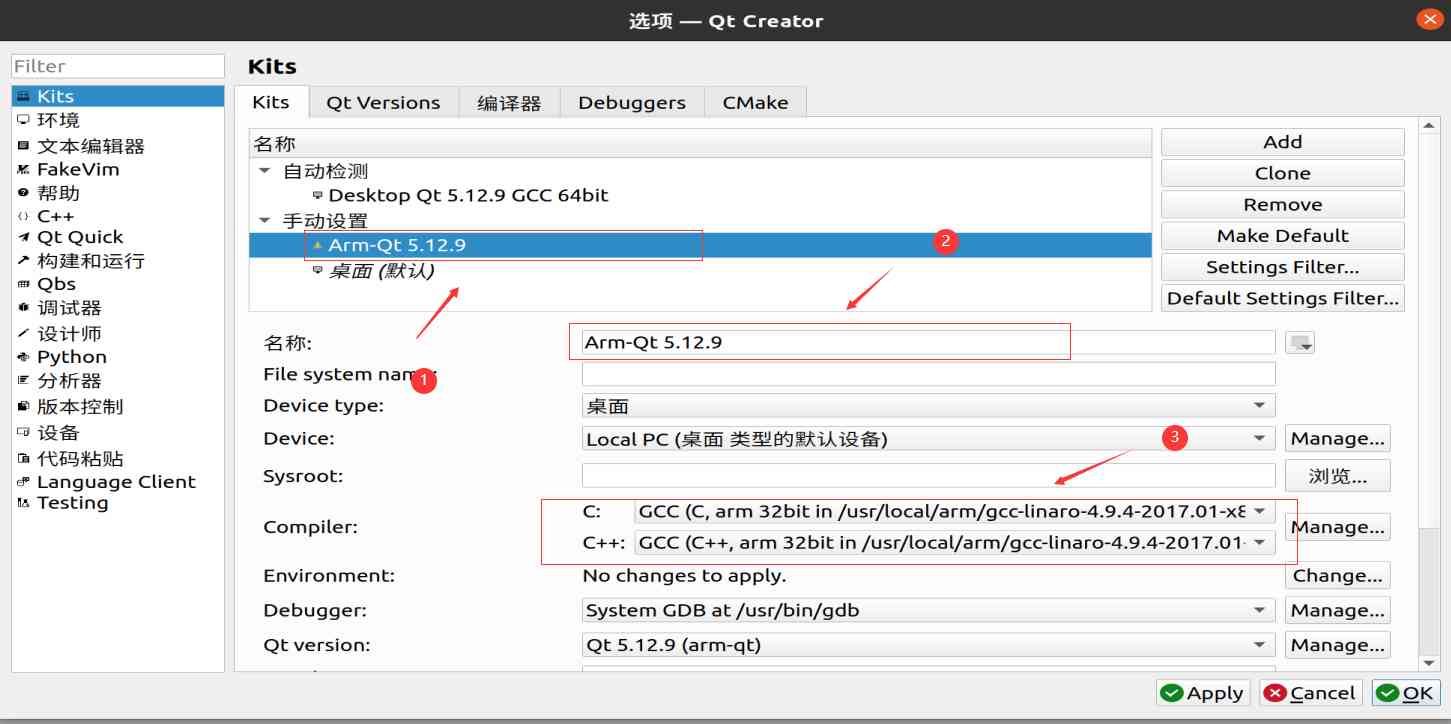 选项 — Qt Creator
Filter
Kits
环境
文本编辑器
FakeVim
帮助
C++
Qt Quick
构建和运行
Qbs
调试器
设计师
Python
分析器
版本控制
设备
代码粘贴
Language Client
Testing
Kits
Kits Qt Versions 编译器 Debuggers CMake
名称
自动检测
Desktop Qt 5.12.9 GCC 64bit
手动设置
Arm-Qt 5.12.9
桌面 (默认)
Add
Clone
Remove
Make Default
Settings Filter...
Default Settings Filter...
1
2
3
名称: Arm-Qt 5.12.9
File system name:
Device type: 桌面
Device: Local PC (桌面 类型的默认设备) Manage...
Sysroot: 浏览...
Compiler: Manage...
C: GCC (C, arm 32bit in /usr/local/arm/gcc-linaro-4.9.4-2017.01-x8
C++: GCC (C++, arm 32bit in /usr/local/arm/gcc-linaro-4.9.4-2017.01-
Environment: No changes to apply. Change...
Debugger: System GDB at /usr/bin/gdb Manage...
Qt version: Qt 5.12.9 (arm-qt) Manage...
Apply Cancel OK